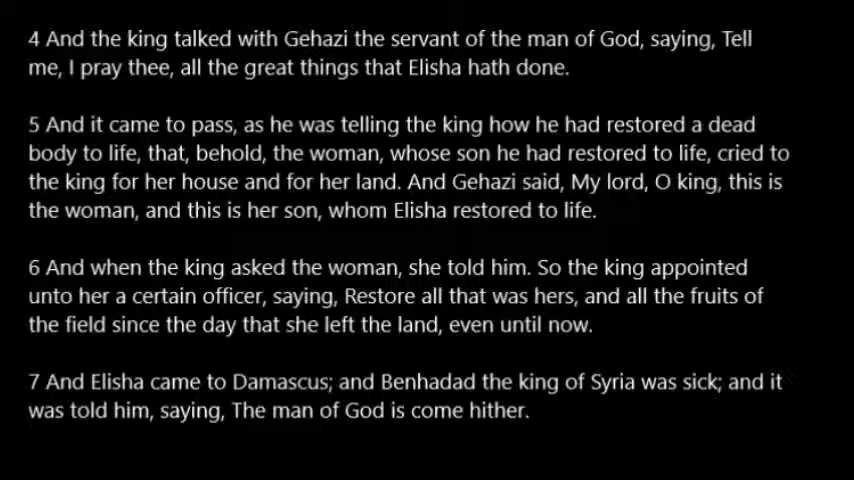 4 And the king talked with Gehazi the servant of the man of God, saying, Tell
me, I pray thee, all the great things that Elisha hath done.
5 And it came to pass, as he was telling the king how he had restored a dead
body to life, that, behold, the woman, whose son he had restored to life, cried to
the king for her house and for her land. And Gehazi said, My lord, O king, this is
the woman, and this is her son, whom Elisha restored to life.
6 And when the king asked the woman, she told him. So the king appointed
unto her a certain officer, saying, Restore all that was hers, and all the fruits of
the field since the day that she left the land, even until now.
7 And Elisha came to Damascus; and Benhadad the king of Syria was sick; and it
was told him, saying, The man of God is come hither.